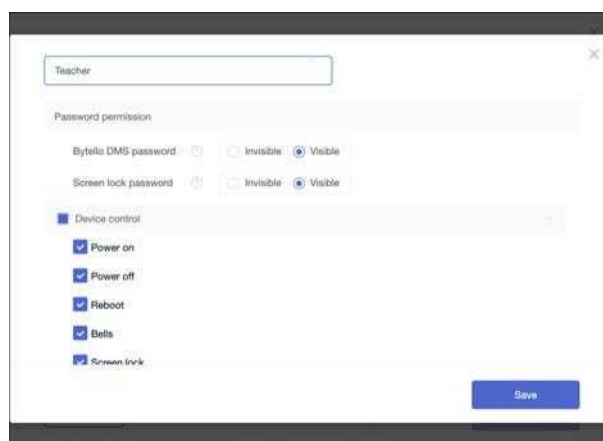 Teacher
Password permission
Bytello DMS password Invisible Visible
Screen lock password Invisible Visible
Device control
Power on
Power off
Reboot
Bells
Screen lock
Save